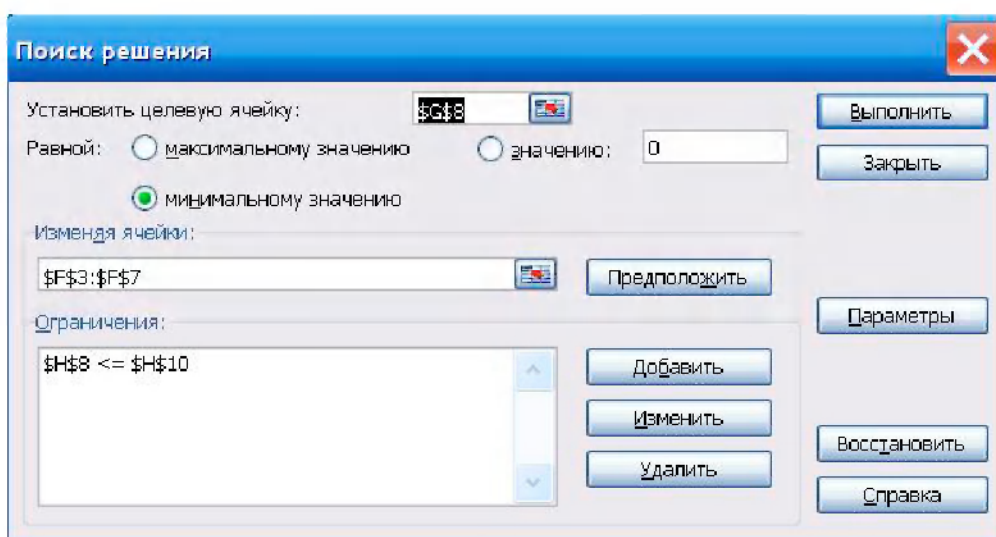 Поиск решения
Установить целевую ячейку: $G$8
Выполнить
Равной: максимальному значению значению: 0
Закрыть
минимальному значению
Изменяя ячейки:
$F$3:$F$7
Предположить
Ограничения:
Параметры
$H$8 <= $H$10
Добавить
Изменить
Восстановить
Удалить
Справка